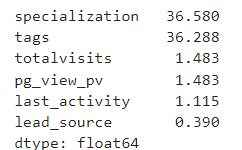 specialization 36.580
tags 36.288
totalvisits 1.483
pg_view_pv 1.483
last_activity 1.115
lead_source 0.390
dtype: float64